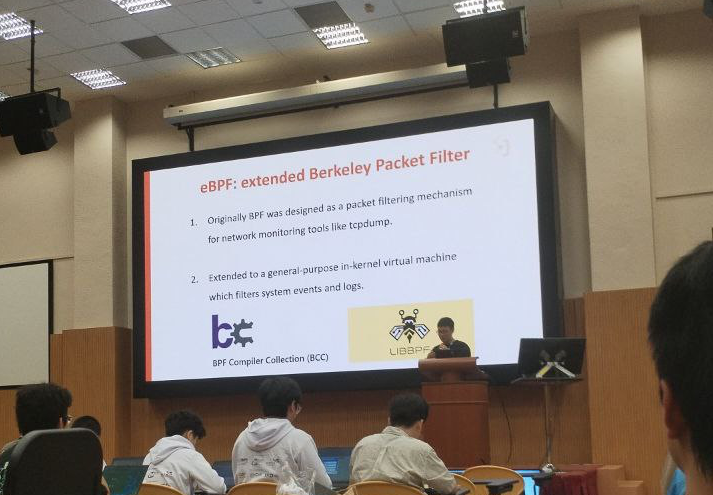 eBPF: extended Berkeley Packet Filter
1. Originally BPF was designed as a packet filtering mechanism
for network monitoring tools like tcpdump.
2. Extended to a general-purpose in-kernel virtual machine
which filters system events and logs.
bc
BPF Compiler Collection (BCC)
LIBBPF